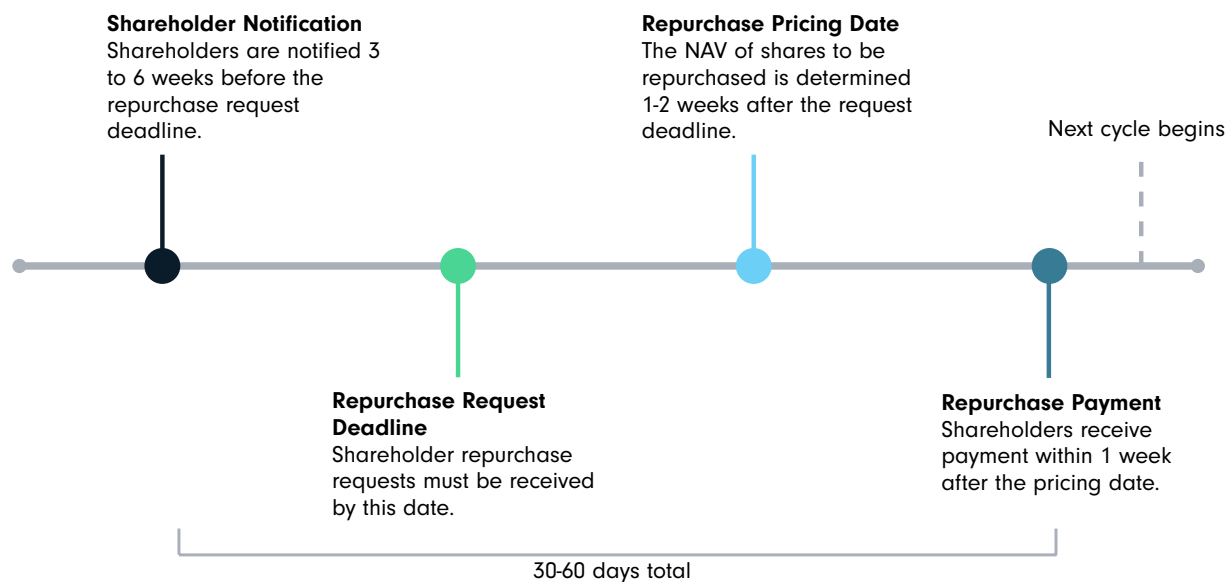 Shareholder Notification
Shareholders are notified 3
to 6 weeks before the
repurchase request
deadline.
Repurchase Pricing Date
The NAV of shares to be
repurchased is determined
1-2 weeks after the request
deadline.
Next cycle begins
Repurchase Request
Deadline
Shareholder repurchase
requests must be received
by this date.
Repurchase Payment
Shareholders receive
payment within 1 week
after the pricing date.
30-60 days total